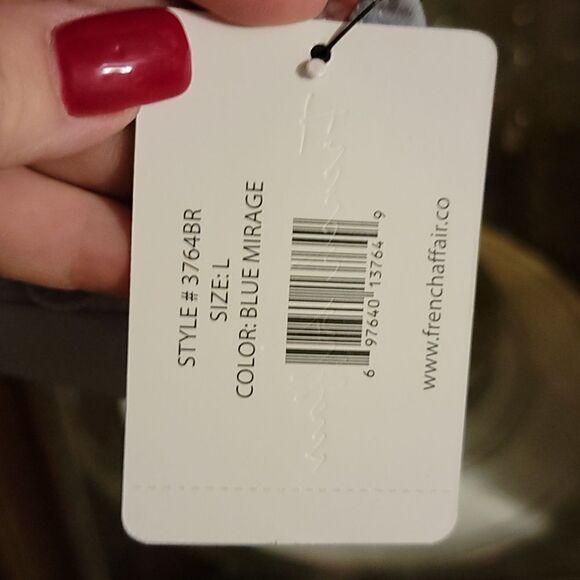 STYLE # 3764BR
SIZE: L
COLOR: BLUE MIRAGE
6 97640 13764 9
www.frenchaffair.co